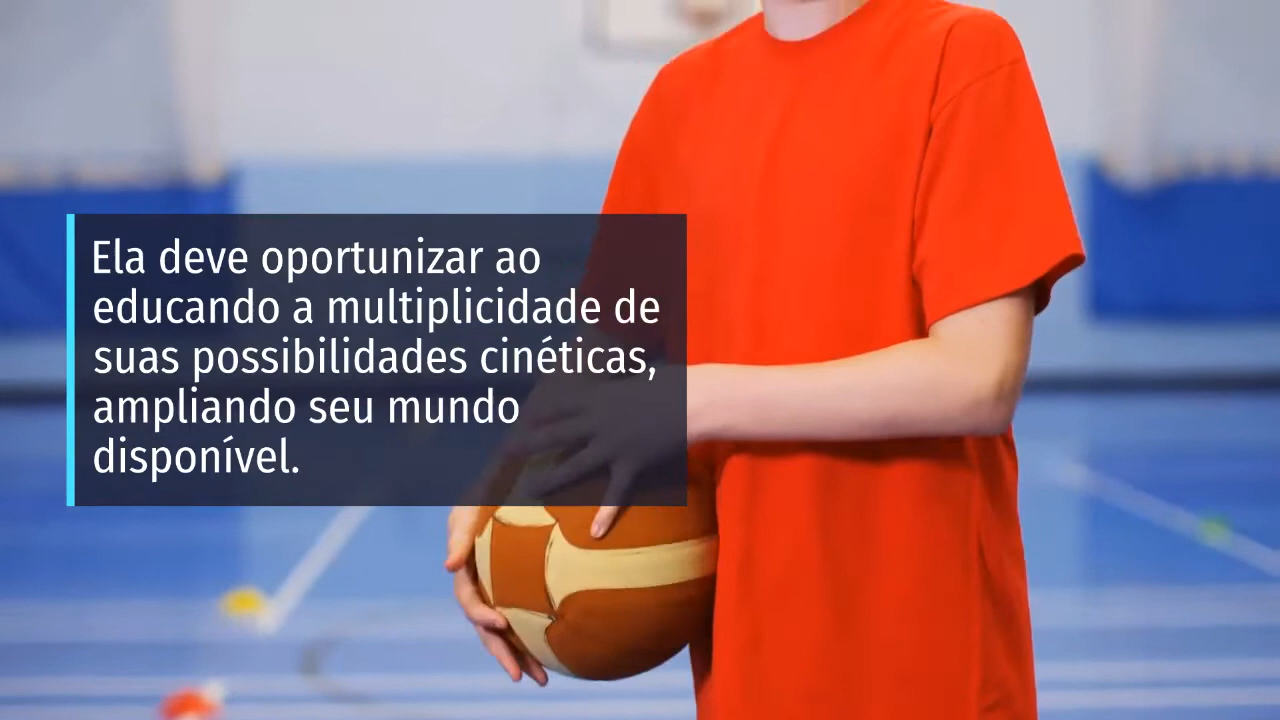 Ela deve oportunizar ao
educando a multiplicidade de
suas possibilidades cinéticas,
ampliando seu mundo
disponível.